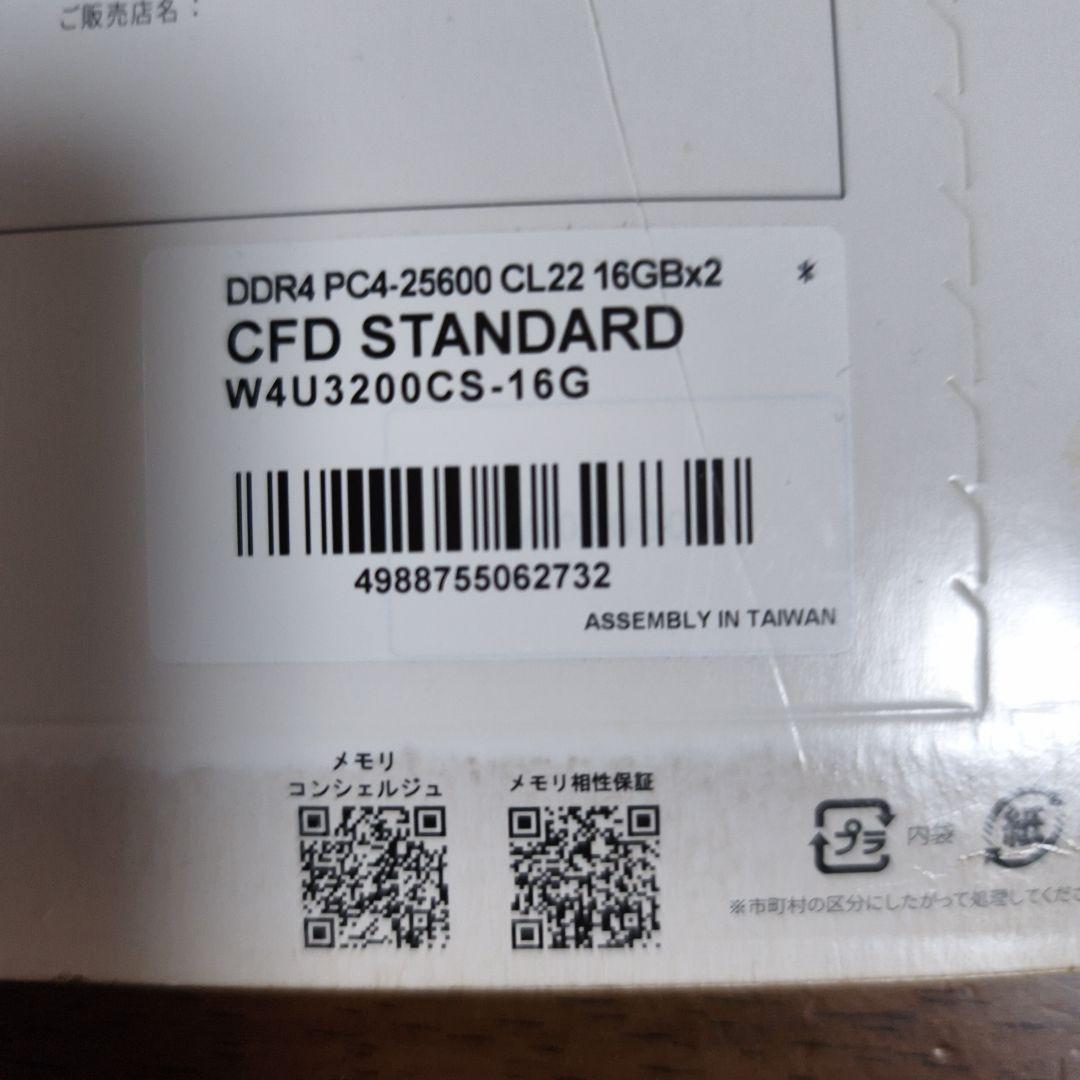 ご販売店名：
DDR4 PC4-25600 CL22 16GBx2 *
CFD STANDARD
W4U3200CS-16G
4988755062732
ASSEMBLY IN TAIWAN
メモリ
コンシェルジュ
メモリ相性保証
プラ 内袋 紙
※市町村の区分にしたがって処理してくださ